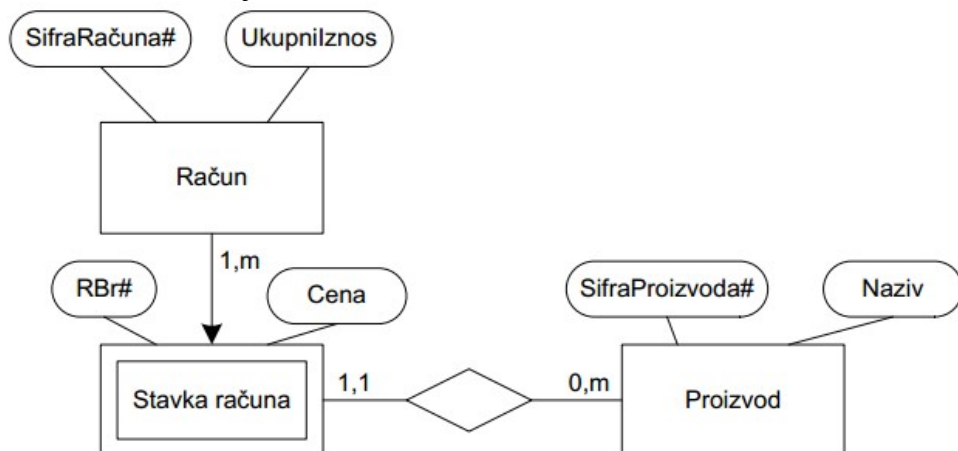 SifraRačuna#
UkupniIznos
Račun
1,m
RBr#
Cena
SifraProizvoda#
Naziv
Stavka računa
1,1
0,m
Proizvod